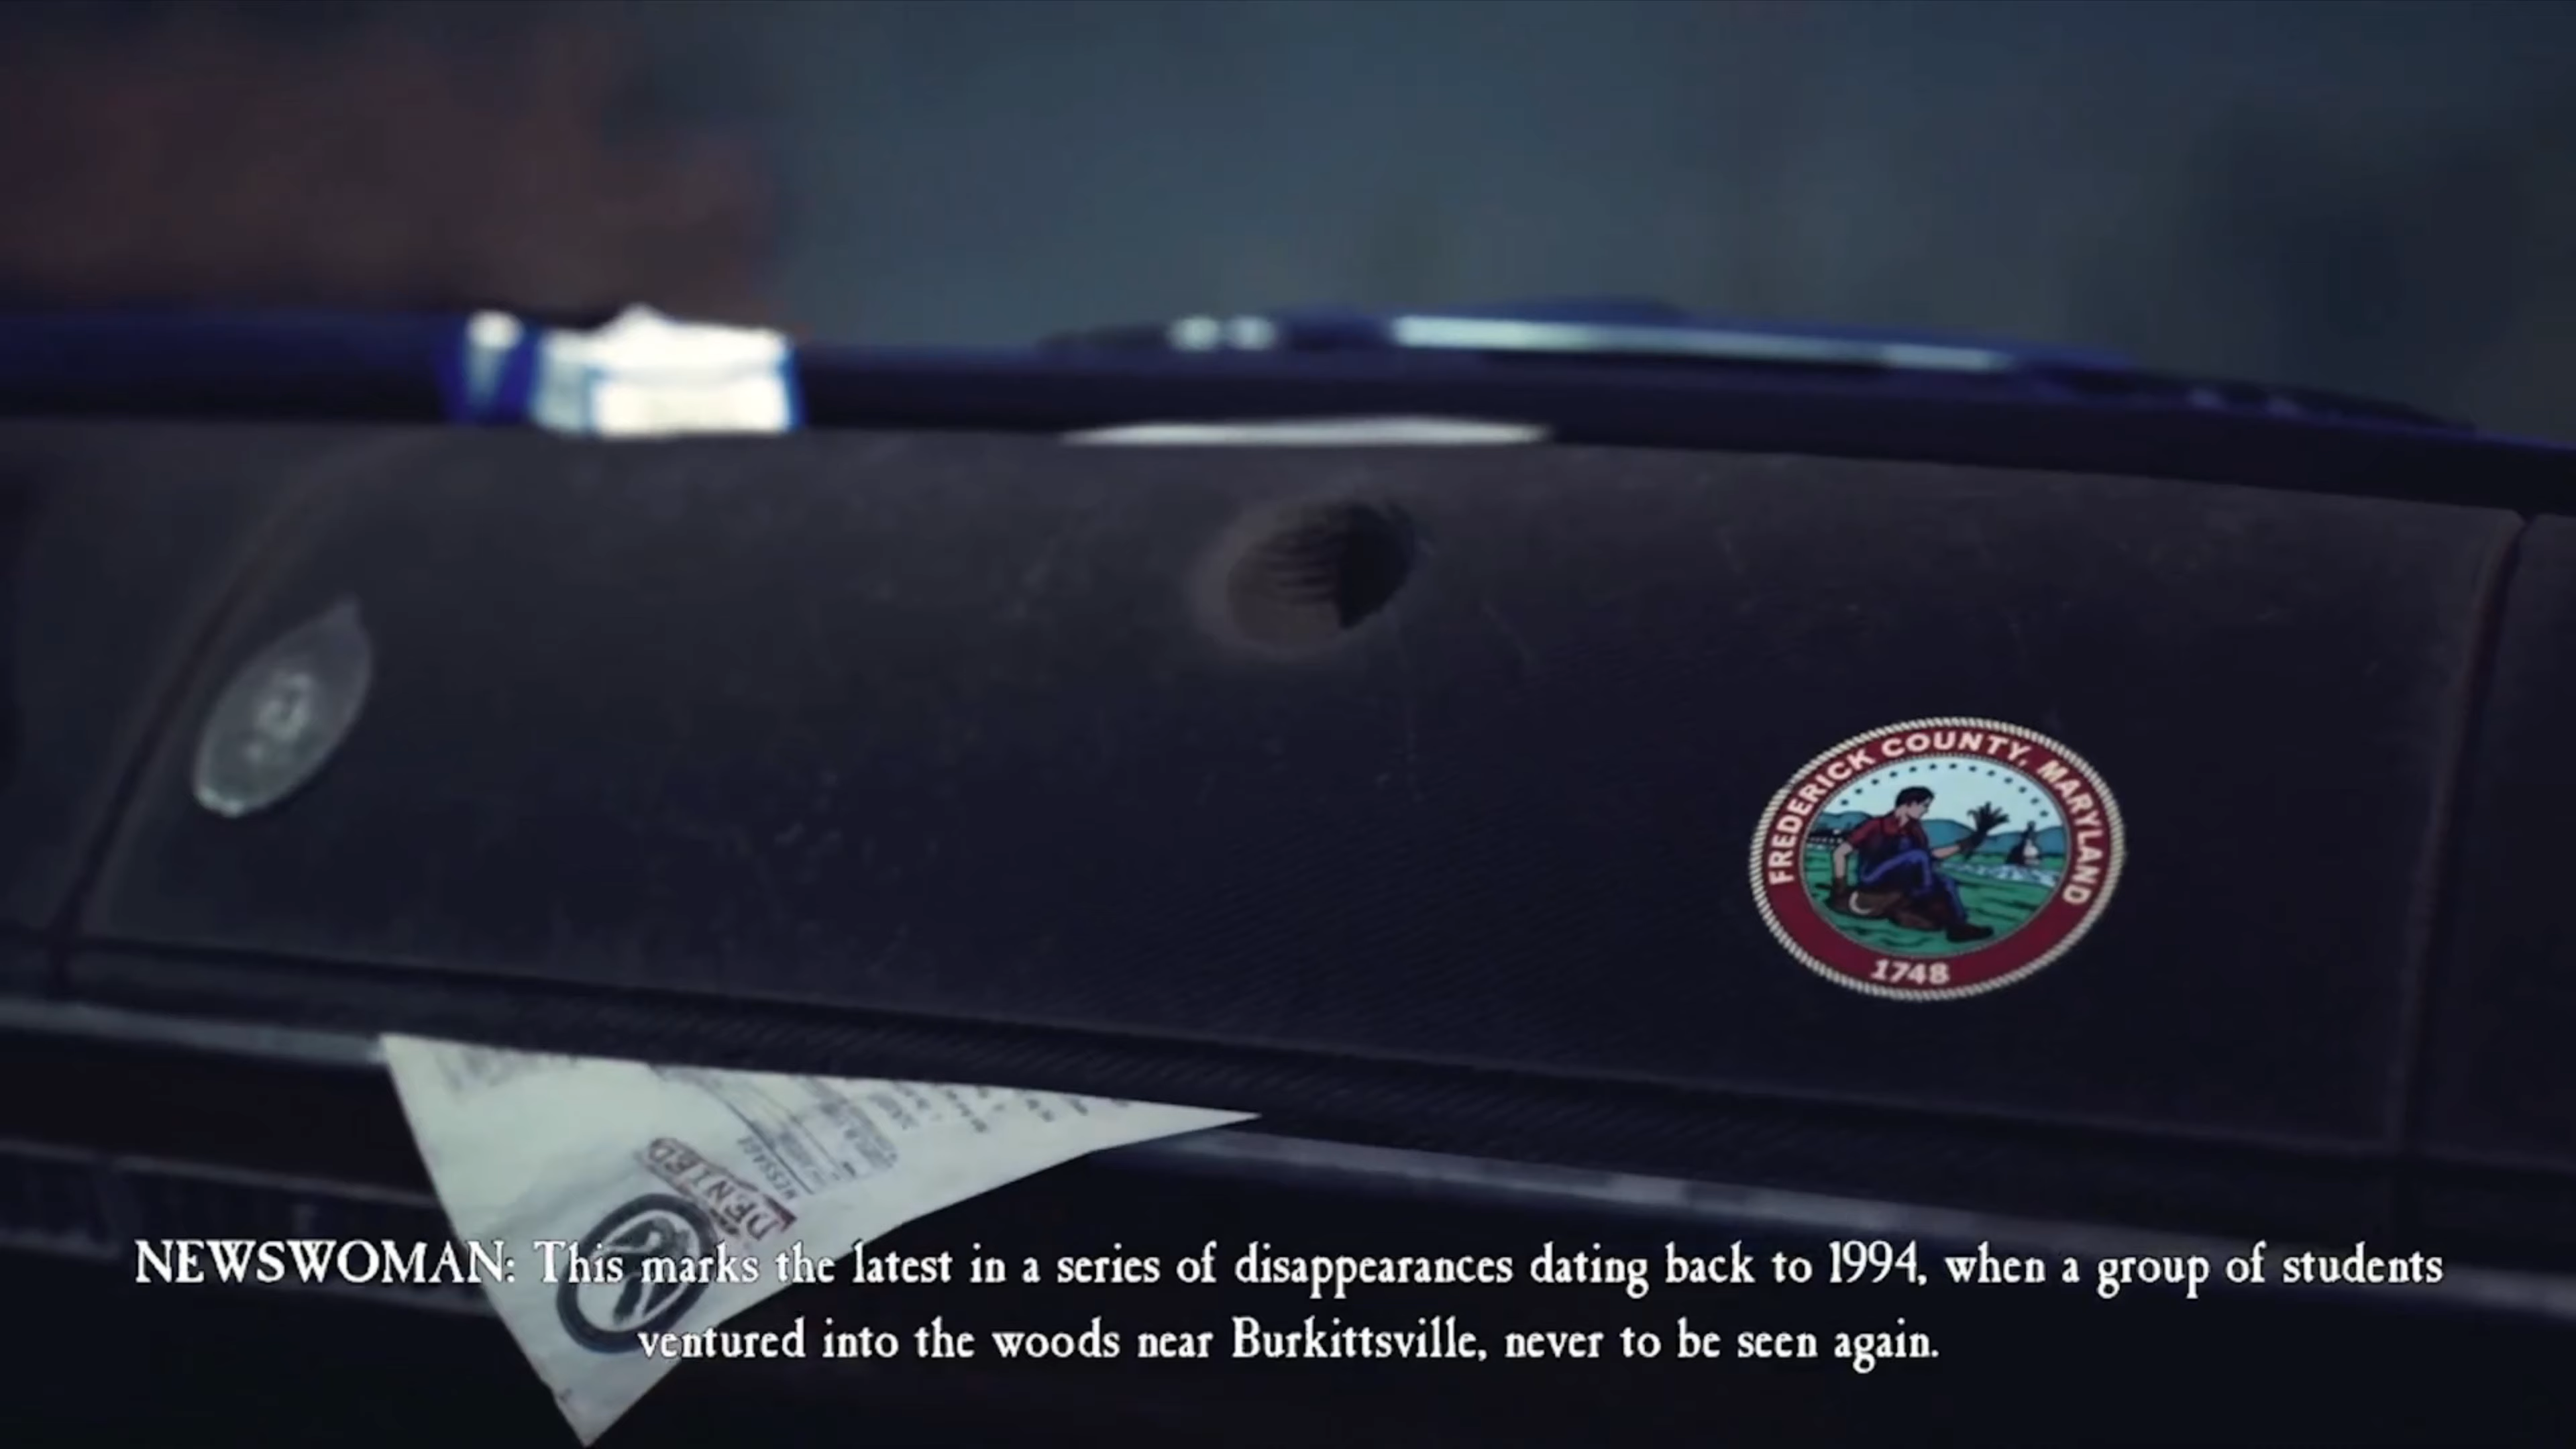 FREDERICK COUNTY, MARYLAND
1748
DENIED
MESSAGE
NEWSWOMAN: This marks the latest in a series of disappearances dating back to 1994, when a group of students
ventured into the woods near Burkittsville, never to be seen again.